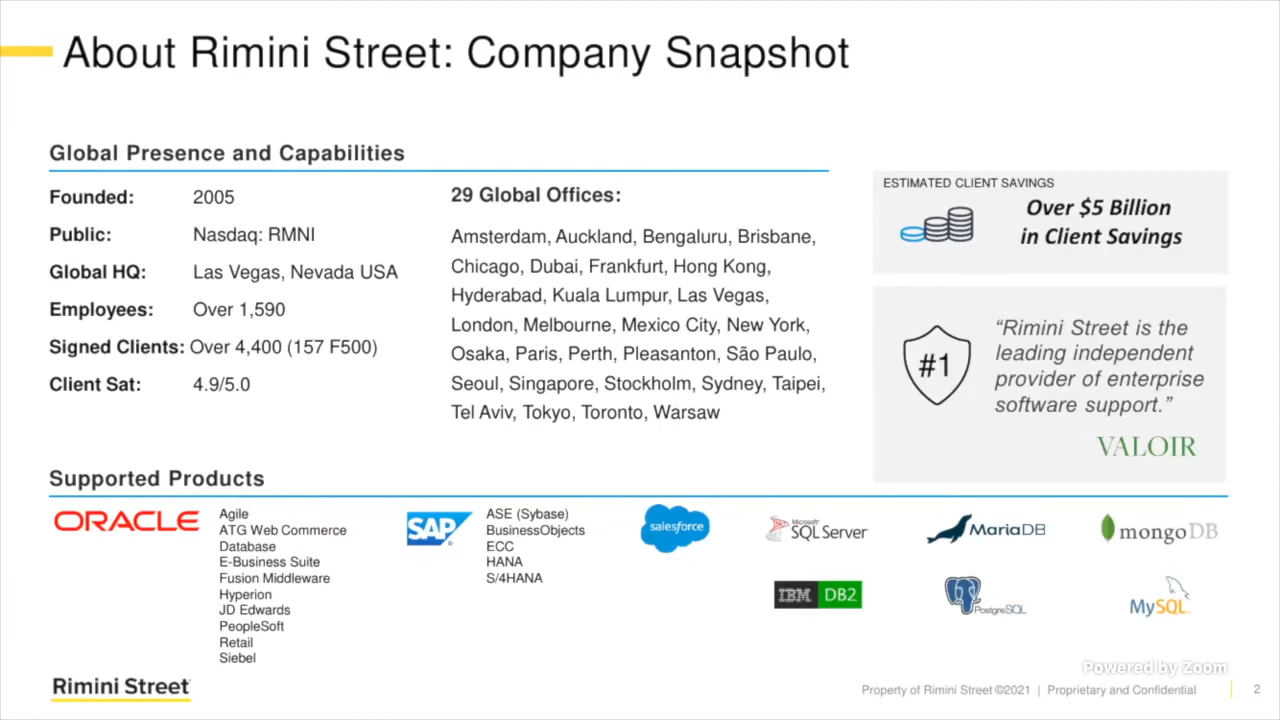 About Rimini Street: Company Snapshot
Global Presence and Capabilities
Founded: 2005
Public: Nasdaq: RMNI
Global HQ: Las Vegas, Nevada USA
Employees: Over 1,590
Signed Clients: Over 4,400 (157 F500)
Client Sat: 4.9/5.0
29 Global Offices:
Amsterdam, Auckland, Bengaluru, Brisbane,
Chicago, Dubai, Frankfurt, Hong Kong,
Hyderabad, Kuala Lumpur, Las Vegas,
London, Melbourne, Mexico City, New York,
Osaka, Paris, Perth, Pleasanton, São Paulo,
Seoul, Singapore, Stockholm, Sydney, Taipei,
Tel Aviv, Tokyo, Toronto, Warsaw
ESTIMATED CLIENT SAVINGS
Over $5 Billion
in Client Savings
#1
“Rimini Street is the
leading independent
provider of enterprise
software support.”
VALOIR
Supported Products
ORACLE
Agile
ATG Web Commerce
Database
E-Business Suite
Fusion Middleware
Hyperion
JD Edwards
PeopleSoft
Retail
Siebel
SAP
ASE (Sybase)
BusinessObjects
ECC
HANA
S/4HANA
salesforce
Microsoft
SQL Server
MariaDB
mongoDB
IBM DB2
PostgreSQL
MySQL
Powered by Zoom
Rimini Street
Property of Rimini Street ©2021 | Proprietary and Confidential
2